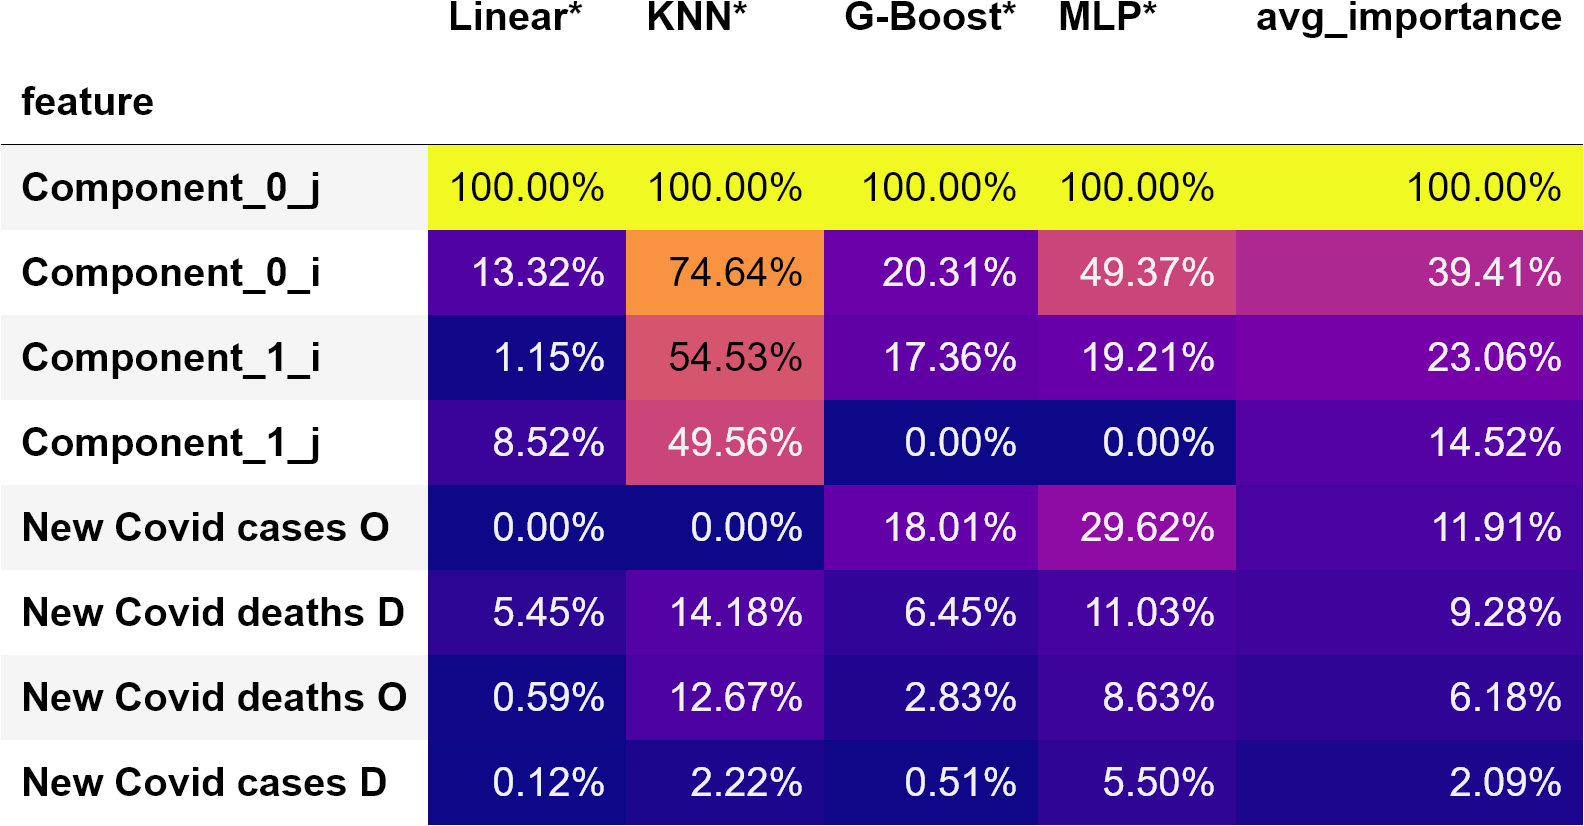 Linear* KNN* G-Boost* MLP* avg_importance
feature
Component_0_j 100.00% 100.00% 100.00% 100.00% 100.00%
Component_0_i 13.32% 74.64% 20.31% 49.37% 39.41%
Component_1_i 1.15% 54.53% 17.36% 19.21% 23.06%
Component_1_j 8.52% 49.56% 0.00% 0.00% 14.52%
New Covid cases O 0.00% 0.00% 18.01% 29.62% 11.91%
New Covid deaths D 5.45% 14.18% 6.45% 11.03% 9.28%
New Covid deaths O 0.59% 12.67% 2.83% 8.63% 6.18%
New Covid cases D 0.12% 2.22% 0.51% 5.50% 2.09%